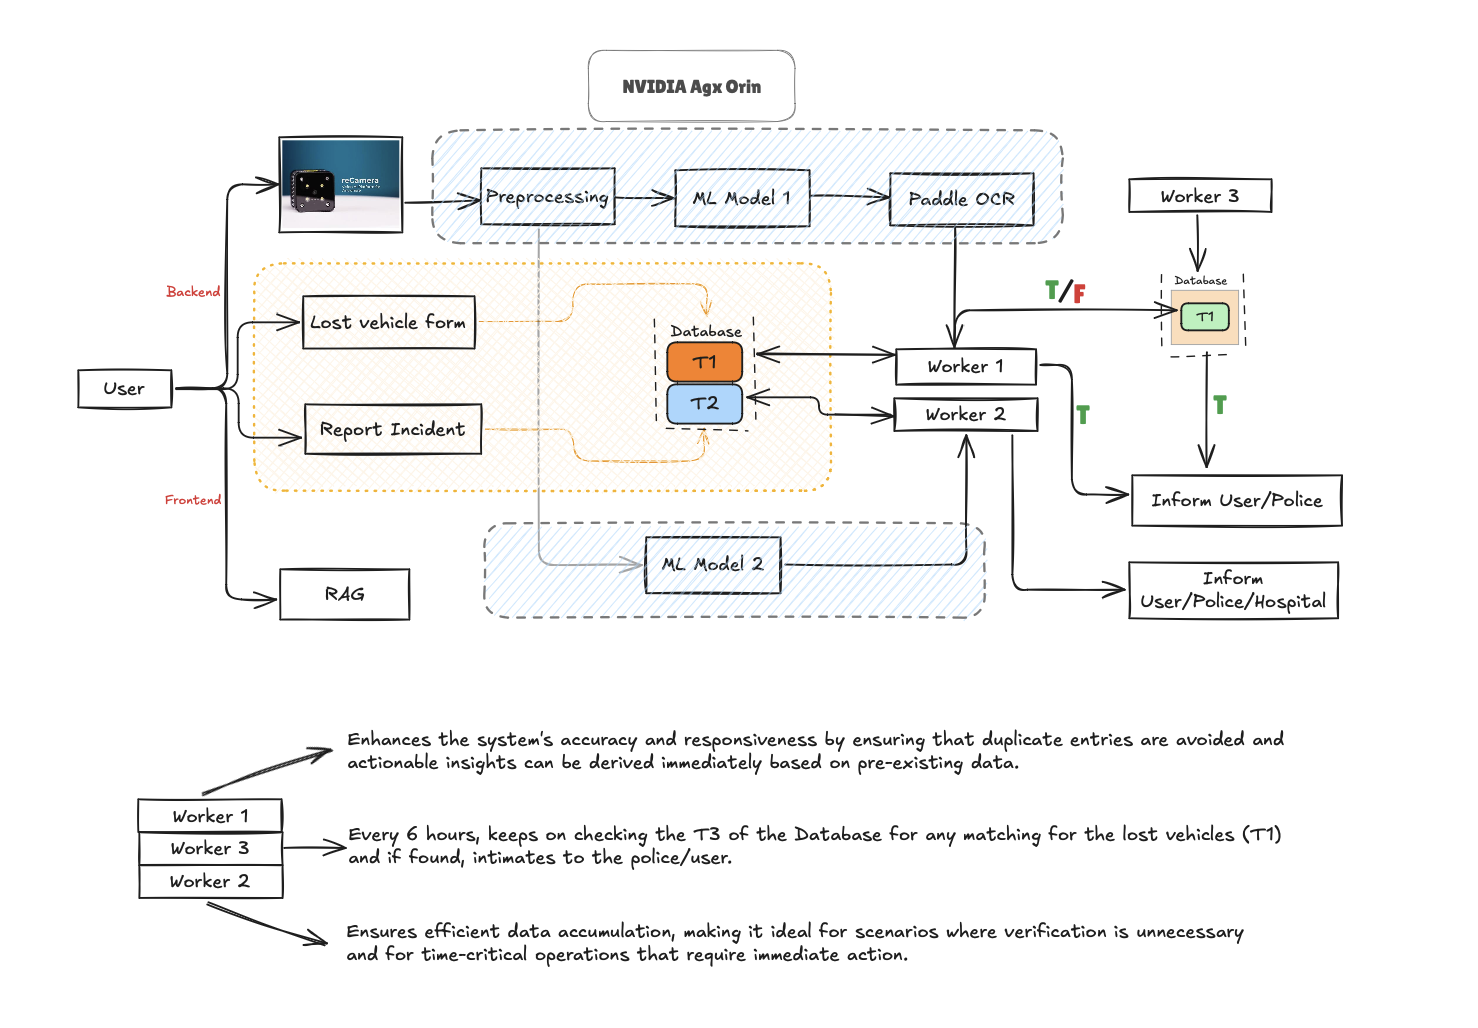 NVIDIA Agx Orin
reCamera
Preprocessing
ML Model 1
Paddle OCR
Worker 3
Database
T1
T/F
Backend
Lost vehicle form
Database
T1
T2
Worker 1
Worker 2
T
T
User
Report Incident
Inform User/Police
Frontend
ML Model 2
RAG
Inform
User/Police/Hospital
Enhances the system's accuracy and responsiveness by ensuring that duplicate entries are avoided and
actionable insights can be derived immediately based on pre-existing data.
Worker 1
Worker 3
Worker 2
Every 6 hours, keeps on checking the T3 of the Database for any matching for the lost vehicles (T1)
and if found, intimates to the police/user.
Ensures efficient data accumulation, making it ideal for scenarios where verification is unnecessary
and for time-critical operations that require immediate action.